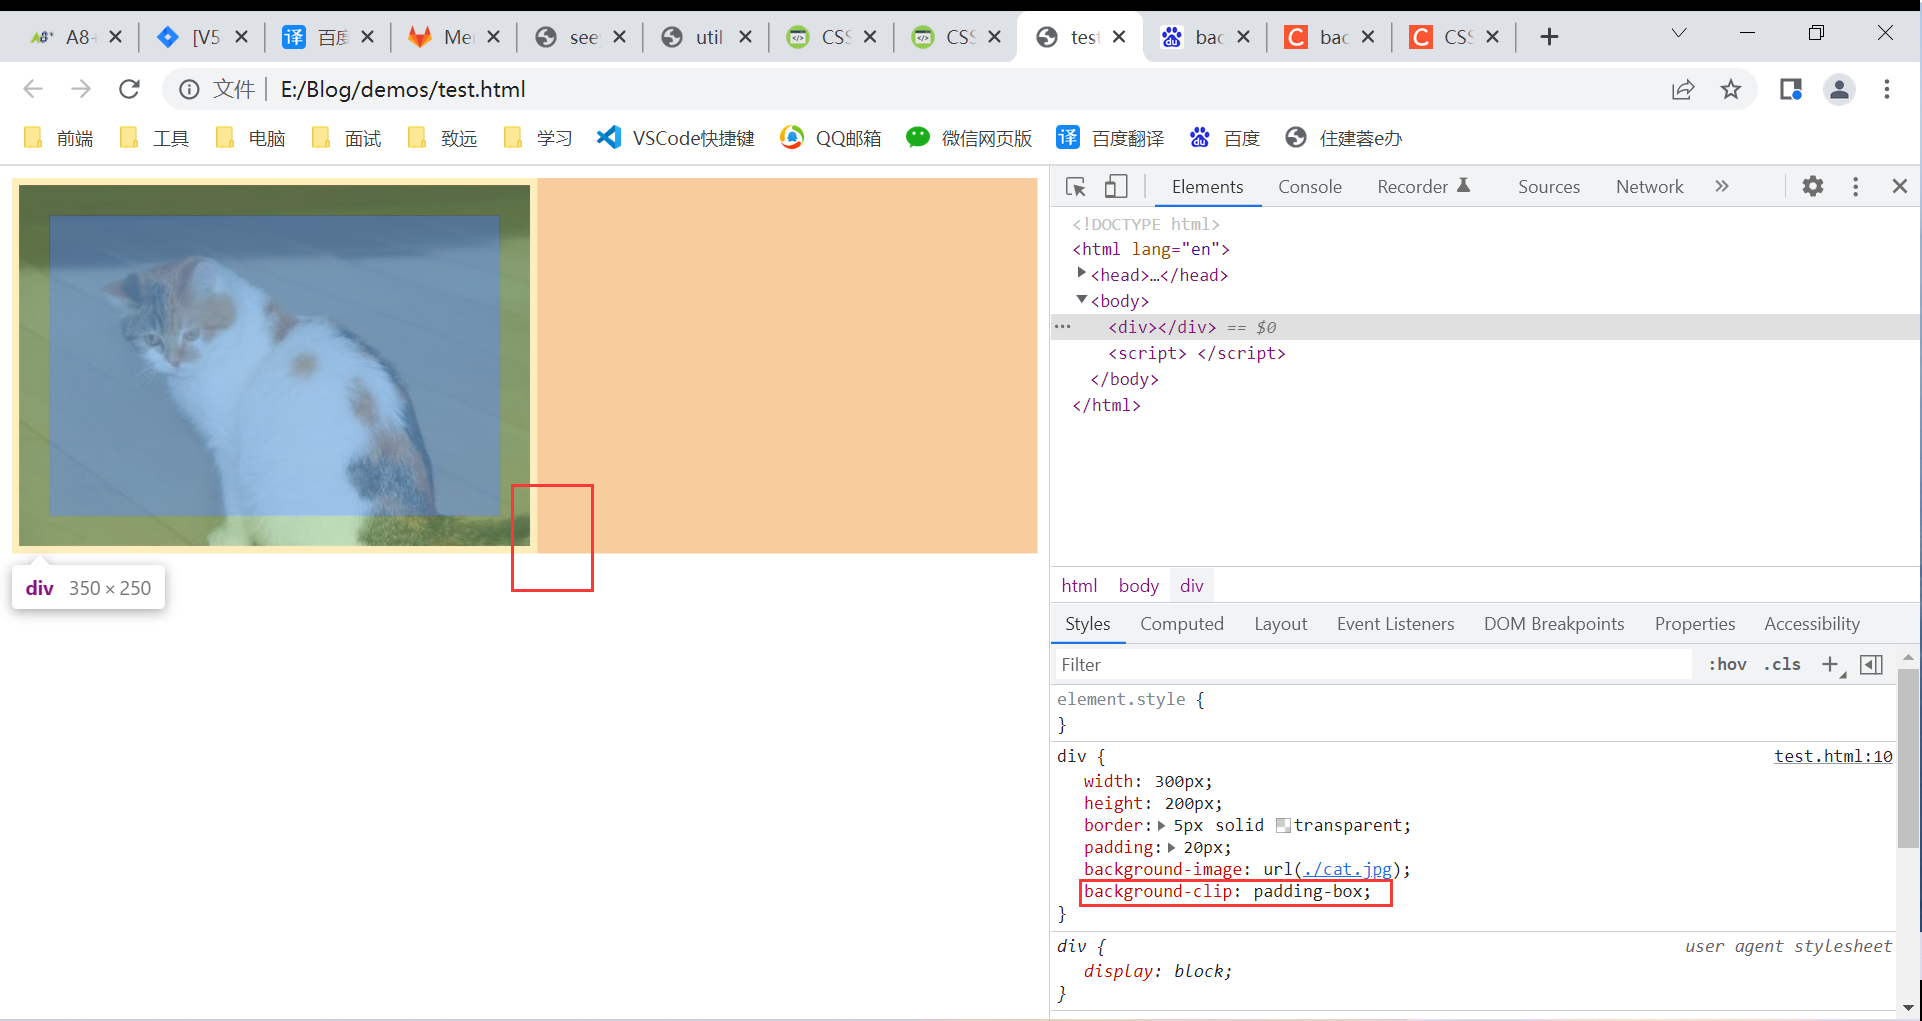 A8- [V5 百度 Me see util CSS CSS test bac bac CSS
文件 | E:/Blog/demos/test.html
前端 工具 电脑 面试 致远 学习 VSCode快捷键 QQ邮箱 微信网页版 译 百度翻译 百度 住建蓉e办
Elements Console Recorder Sources Network »
<!DOCTYPE html>
<html lang="en">
<head>…</head>
<body>
<div></div> == $0
<script> </script>
</body>
</html>
div 350 × 250
html body div
Styles Computed Layout Event Listeners DOM Breakpoints Properties Accessibility
Filter :hov .cls +
element.style {
}
div { test.html:10
width: 300px;
height: 200px;
border: 5px solid transparent;
padding: 20px;
background-image: url(./cat.jpg);
background-clip: padding-box;
}
div { user agent stylesheet
display: block;
}